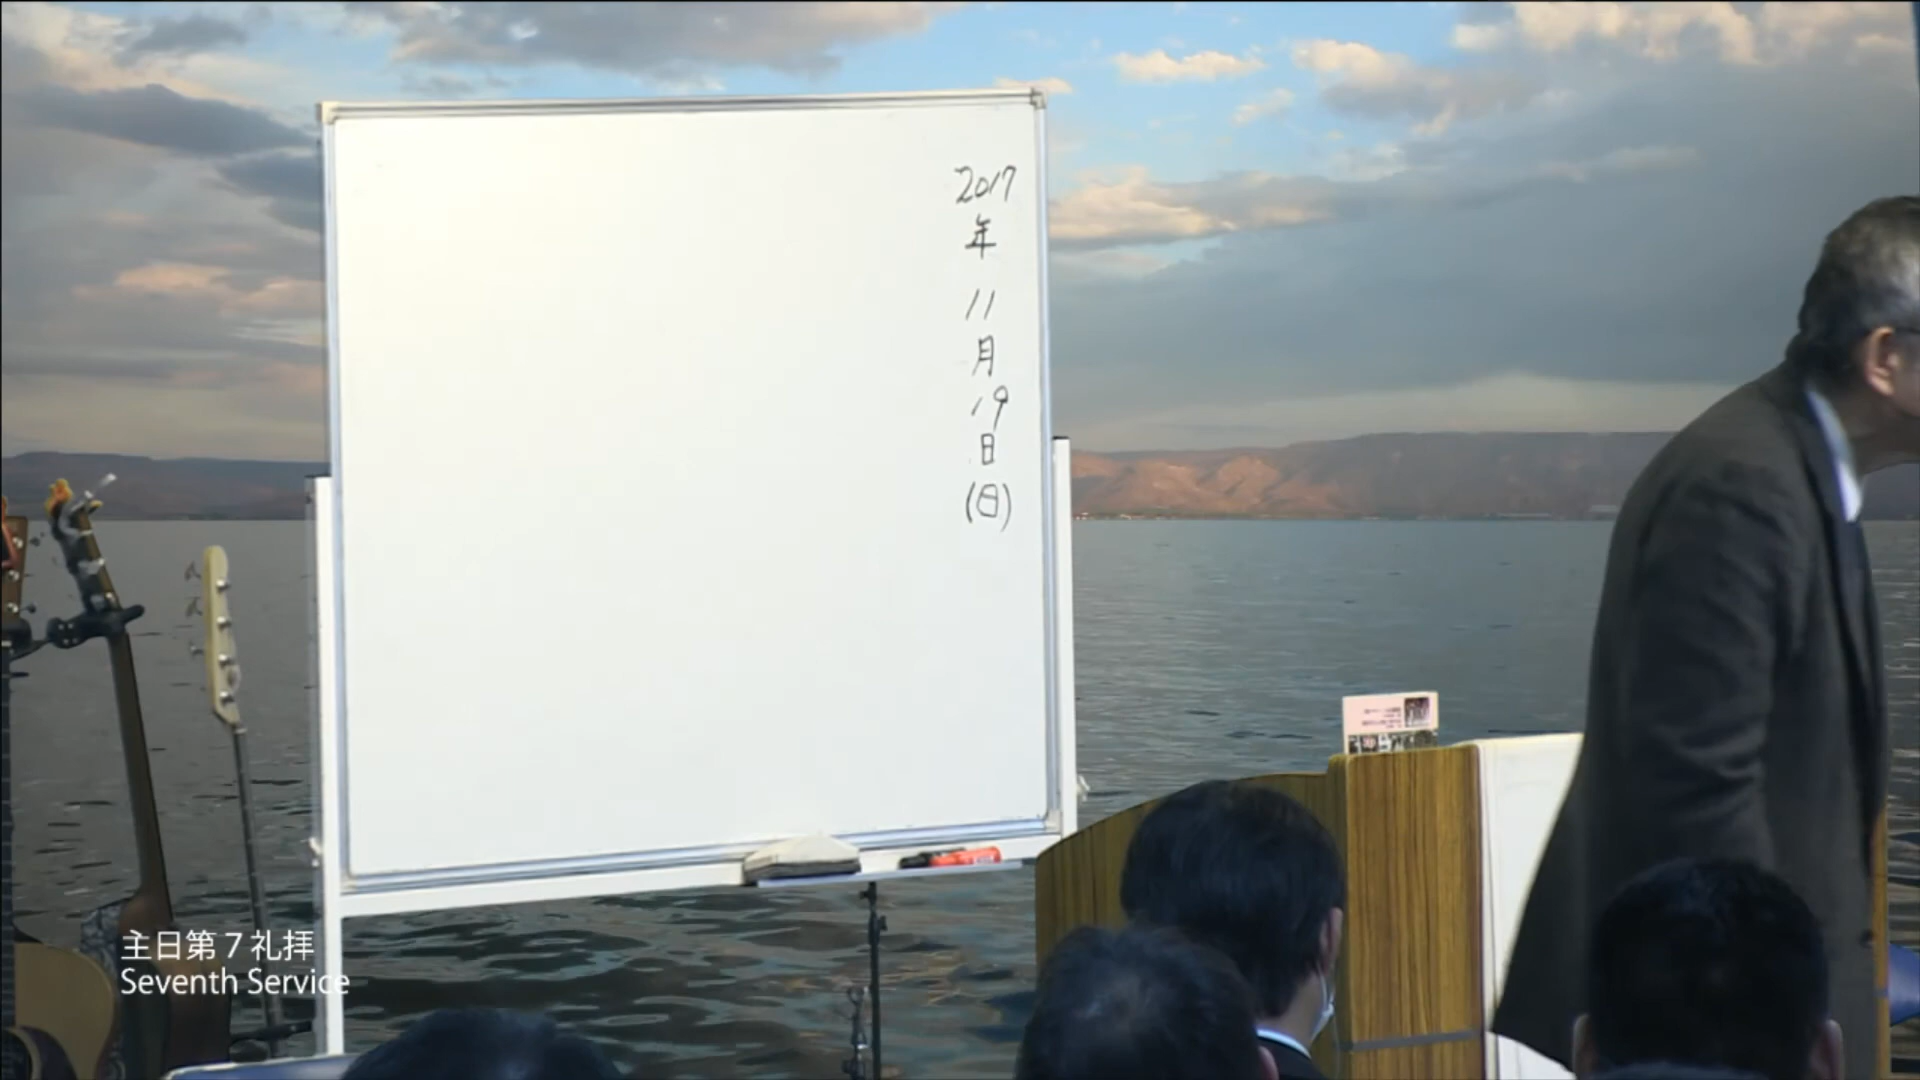 2017
年
11
月
19
日
(日)
主日第7礼拝
Seventh Service